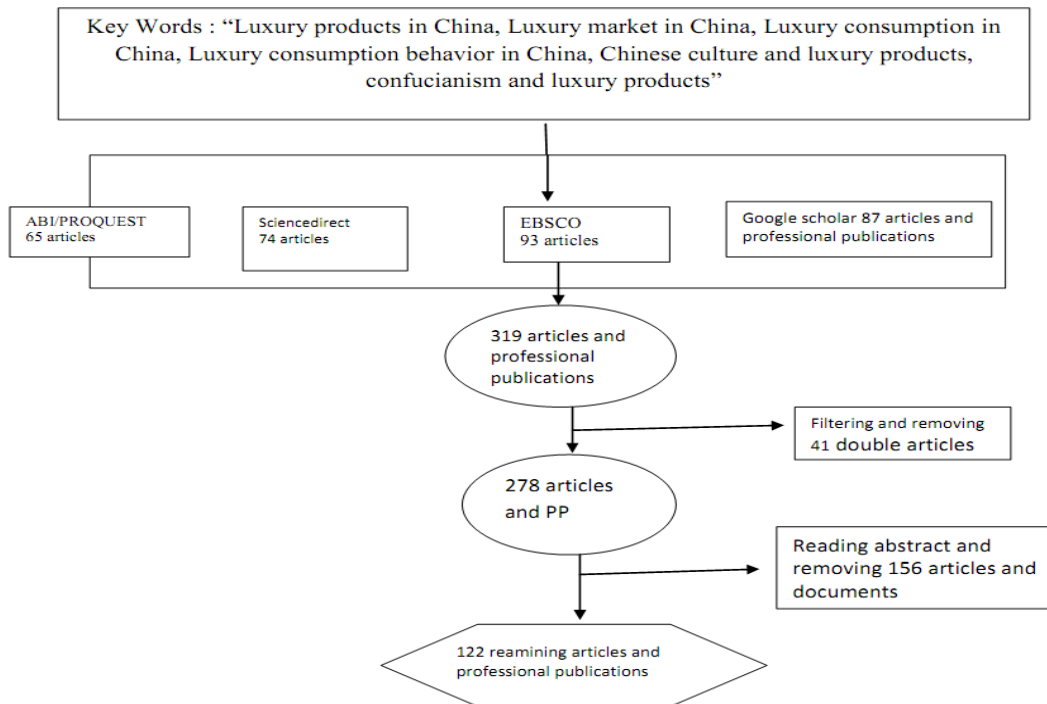 Key Words : “Luxury products in China, Luxury market in China, Luxury consumption in
China, Luxury consumption behavior in China, Chinese culture and luxury products,
confucianism and luxury products”
ABI/PROQUEST
65 articles
Sciencedirect
74 articles
EBSCO
93 articles
Google scholar 87 articles and
professional publications
319 articles and
professional
publications
Filtering and removing
41 double articles
278 articles
and PP
Reading abstract and
removing 156 articles and
documents
122 reamining articles and
professional publications